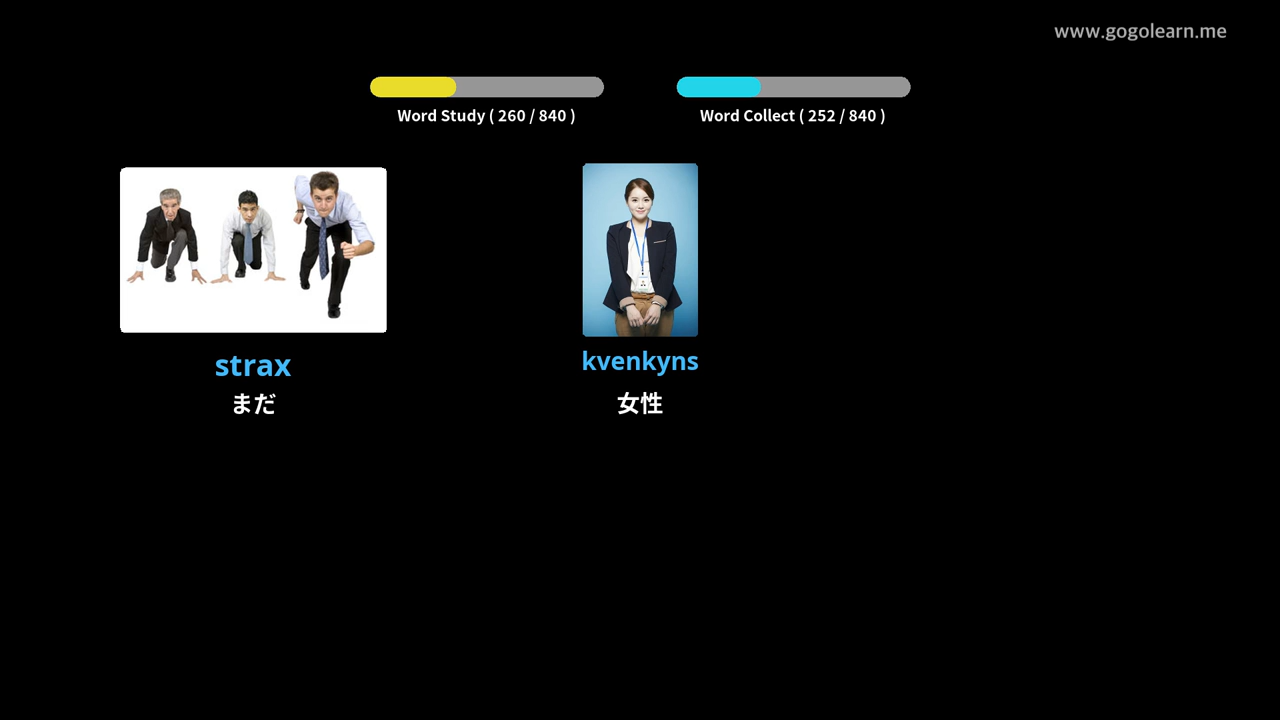 www.gogolearn.me
Word Study ( 260 / 840 )
Word Collect ( 252 / 840 )
strax
まだ
kvenkyns
女性